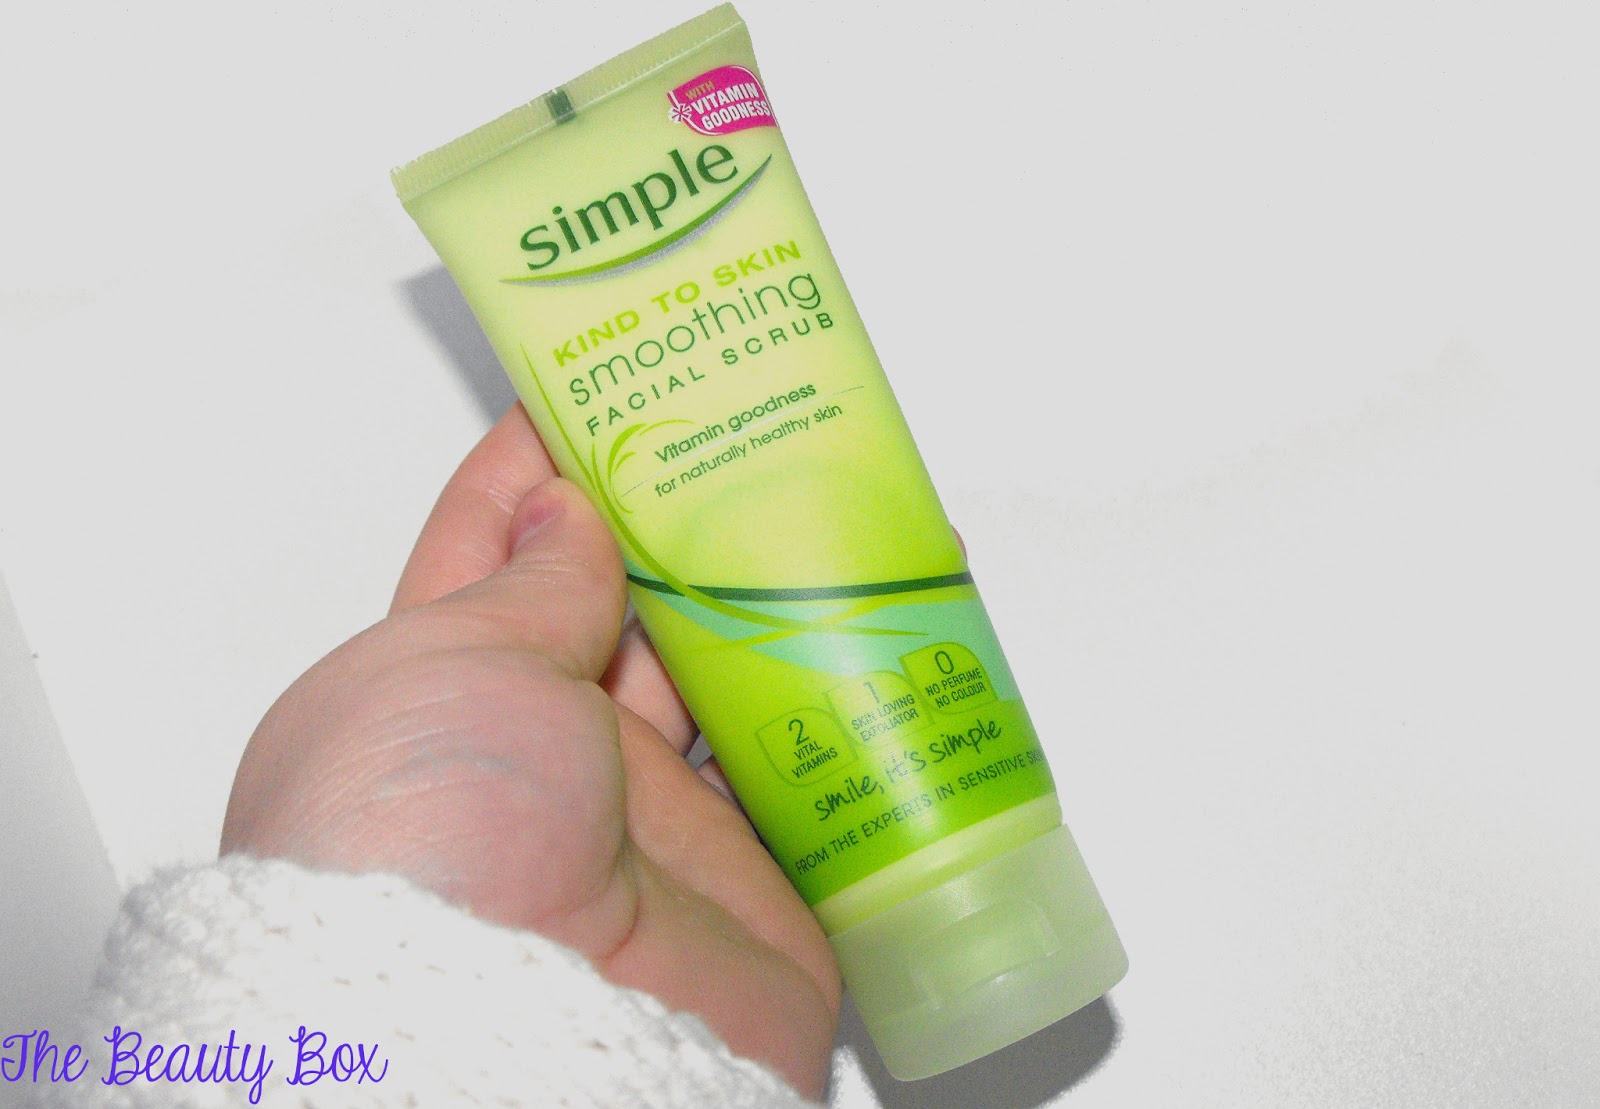 WITH
VITAMIN
GOODNESS
simple
KIND TO SKIN
smoothing
FACIAL SCRUB
Vitamin goodness
for naturally healthy skin
2
VITAL
VITAMINS
1
SKIN LOVING
EXFOLIATOR
0
NO PERFUME
NO COLOUR
smile, it's simple
FROM THE EXPERTS IN SENSITIVE SKIN
The Beauty Box